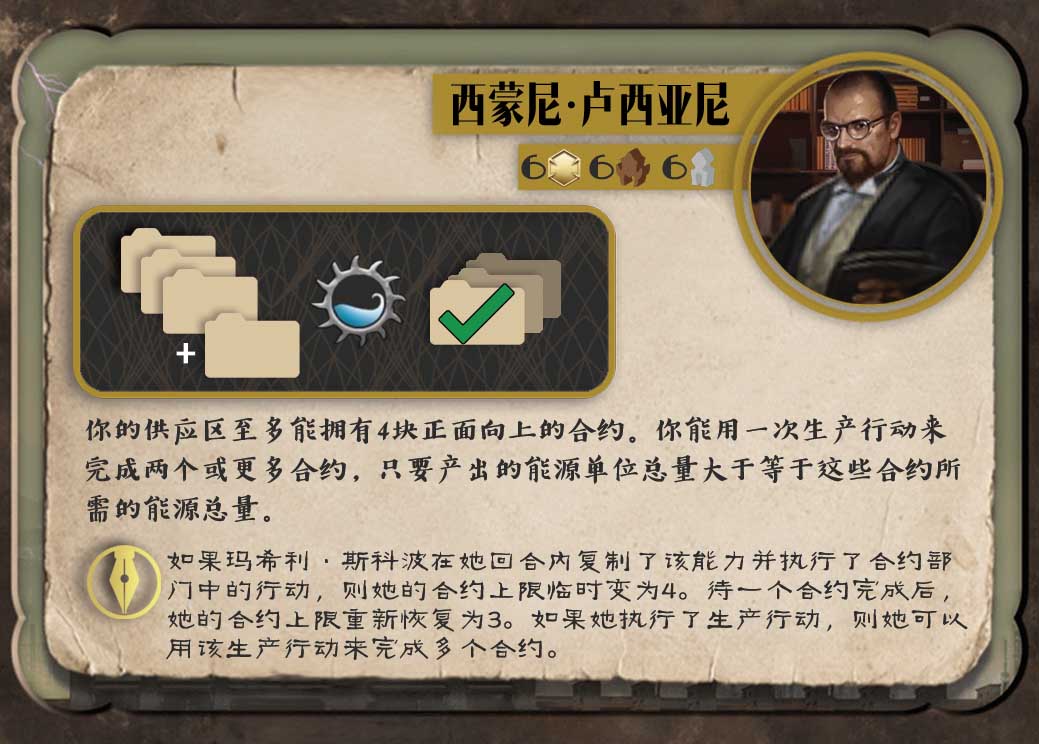 西蒙尼·卢西亚尼
6 6 6
+
你的供应区至多能拥有4块正面向上的合约。你能用一次生产行动来
完成两个或更多合约，只要产出的能源单位总量大于等于这些合约所
需的能源总量。
如果玛希利·斯科波在她回合内复制了该能力并执行了合约部
门中的行动，则她的合约上限临时变为4。待一个合约完成后，
她的合约上限重新恢复为3。如果她执行了生产行动，则她可以
用该生产行动来完成多个合约。